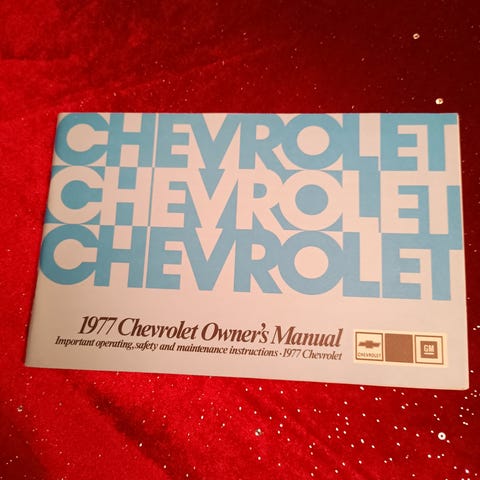 CHEVROLET
CHEVROLET
CHEVROLET
1977 Chevrolet Owner's Manual
Important operating, safety and maintenance instructions · 1977 Chevrolet
CHEVROLET
GM